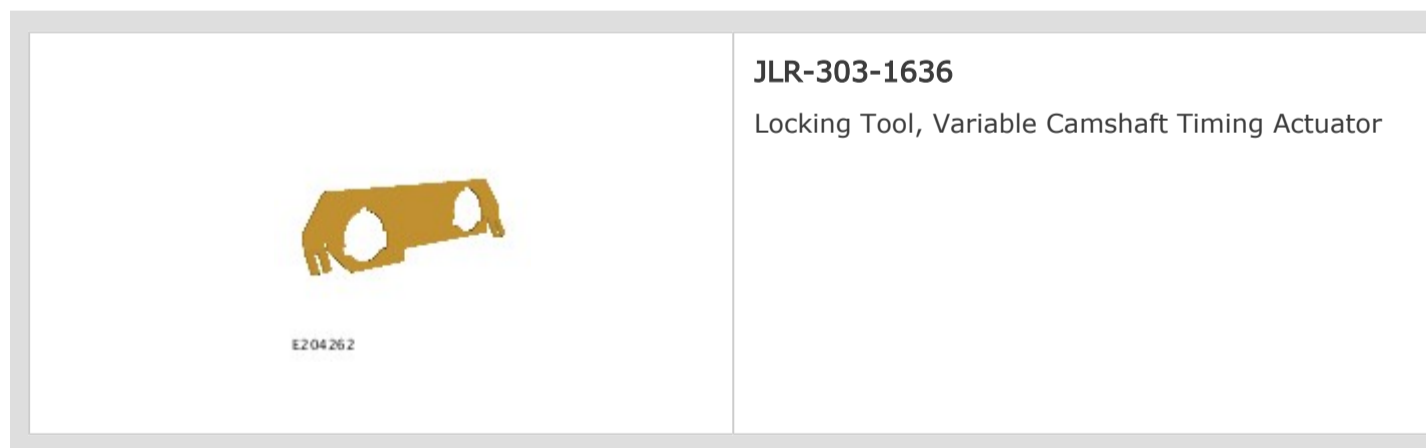 JLR-303-1636
Locking Tool, Variable Camshaft Timing Actuator
E204262